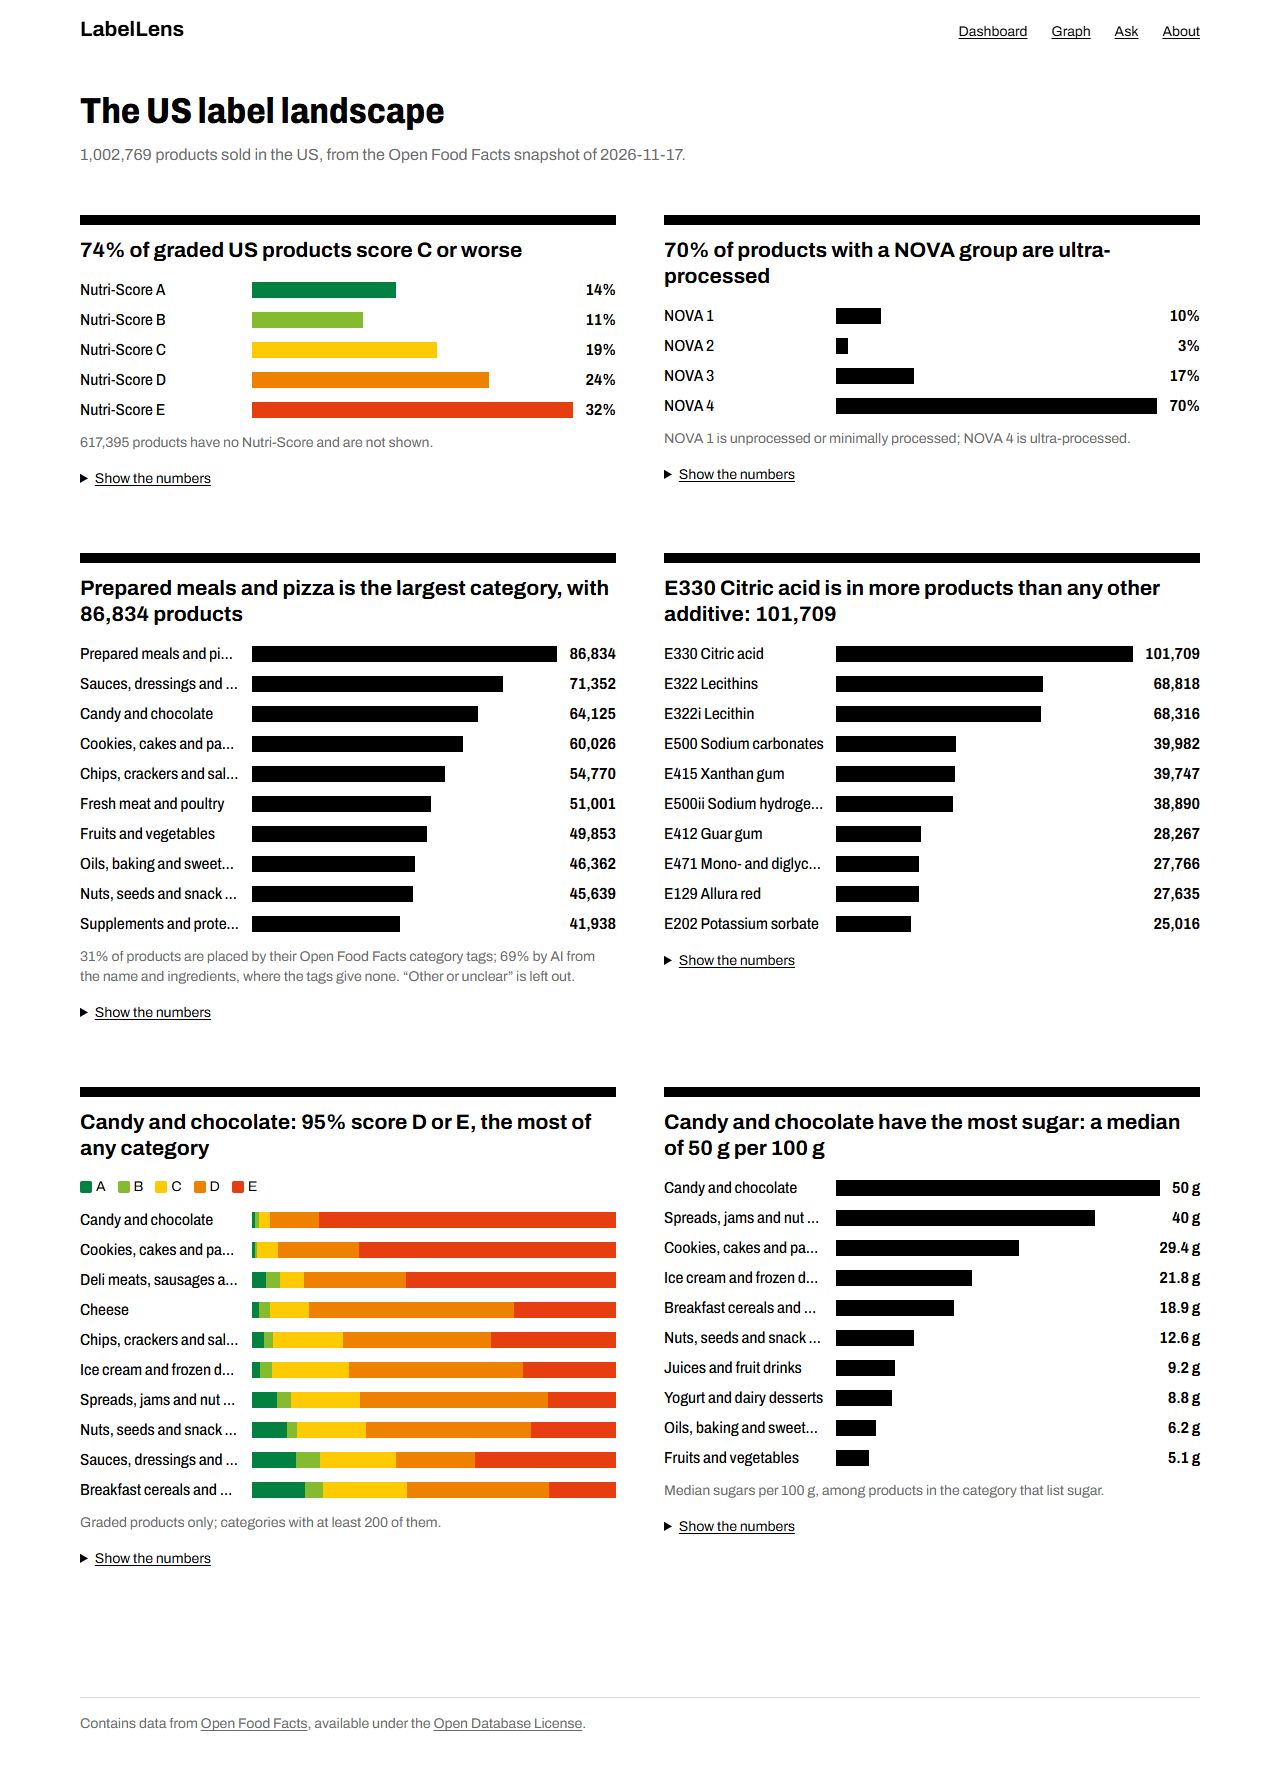 LabelLens
Dashboard Graph Ask About
The US label landscape
1,002,769 products sold in the US, from the Open Food Facts snapshot of 2026-11-17.
74% of graded US products score C or worse
Nutri-Score A 14%
Nutri-Score B 11%
Nutri-Score C 19%
Nutri-Score D 24%
Nutri-Score E 32%
617,395 products have no Nutri-Score and are not shown.
Show the numbers
70% of products with a NOVA group are ultra-
processed
NOVA 1 10%
NOVA 2 3%
NOVA 3 17%
NOVA 4 70%
NOVA 1 is unprocessed or minimally processed; NOVA 4 is ultra-processed.
Show the numbers
Prepared meals and pizza is the largest category, with
86,834 products
Prepared meals and pi... 86,834
Sauces, dressings and ... 71,352
Candy and chocolate 64,125
Cookies, cakes and pa... 60,026
Chips, crackers and sal... 54,770
Fresh meat and poultry 51,001
Fruits and vegetables 49,853
Oils, baking and sweet... 46,362
Nuts, seeds and snack ... 45,639
Supplements and prote... 41,938
31% of products are placed by their Open Food Facts category tags; 69% by AI from
the name and ingredients, where the tags give none. “Other or unclear” is left out.
Show the numbers
E330 Citric acid is in more products than any other
additive: 101,709
E330 Citric acid 101,709
E322 Lecithins 68,818
E322i Lecithin 68,316
E500 Sodium carbonates 39,982
E415 Xanthan gum 39,747
E500ii Sodium hydroge... 38,890
E412 Guar gum 28,267
E471 Mono- and diglyc... 27,766
E129 Allura red 27,635
E202 Potassium sorbate 25,016
Show the numbers
Candy and chocolate: 95% score D or E, the most of
any category
A B C D E
Candy and chocolate
Cookies, cakes and pa...
Deli meats, sausages a...
Cheese
Chips, crackers and sal...
Ice cream and frozen d...
Spreads, jams and nut ...
Nuts, seeds and snack ...
Sauces, dressings and ...
Breakfast cereals and ...
Graded products only; categories with at least 200 of them.
Show the numbers
Candy and chocolate have the most sugar: a median
of 50 g per 100 g
Candy and chocolate 50 g
Spreads, jams and nut ... 40 g
Cookies, cakes and pa... 29.4 g
Ice cream and frozen d... 21.8 g
Breakfast cereals and ... 18.9 g
Nuts, seeds and snack ... 12.6 g
Juices and fruit drinks 9.2 g
Yogurt and dairy desserts 8.8 g
Oils, baking and sweet... 6.2 g
Fruits and vegetables 5.1 g
Median sugars per 100 g, among products in the category that list sugar.
Show the numbers
Contains data from Open Food Facts, available under the Open Database License.